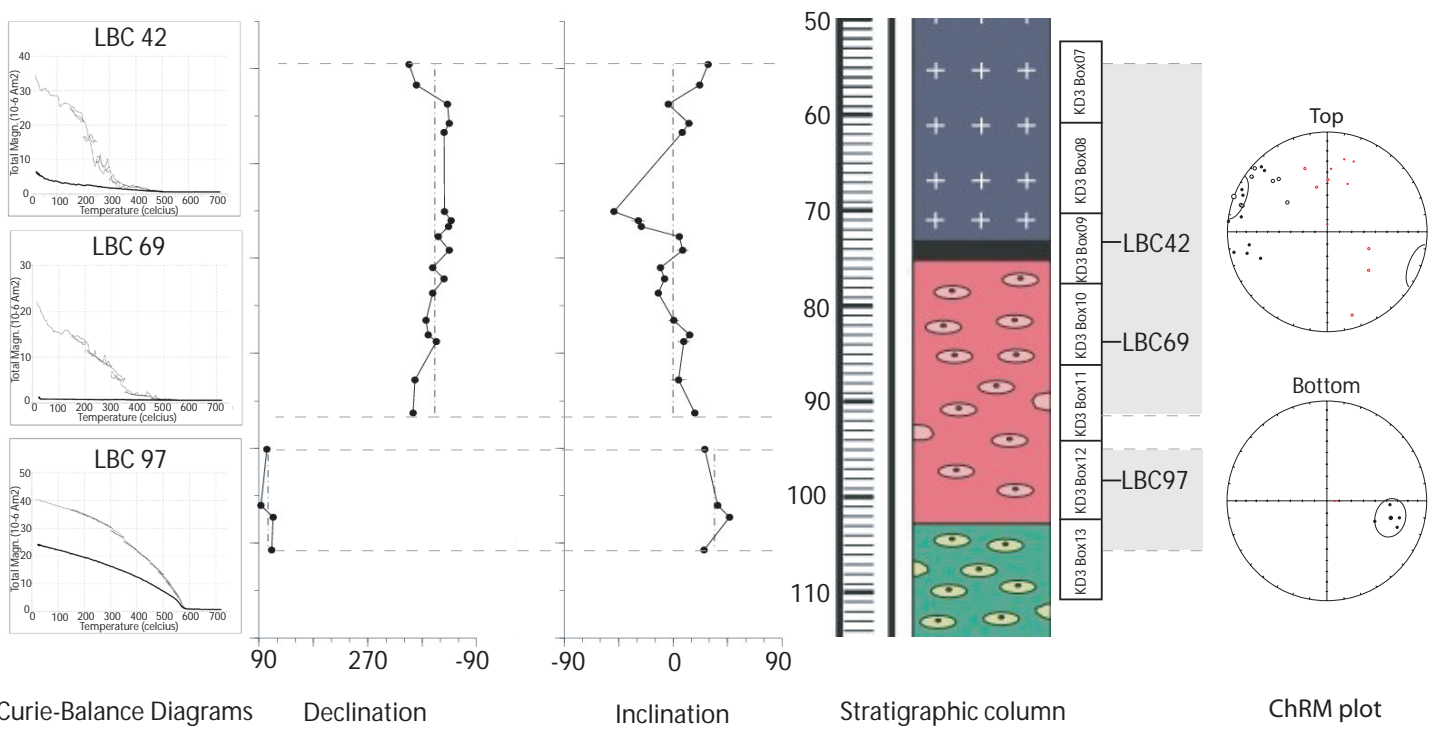 LBC 42
40
30
20
10
0
Total Magn. (10-6 Am2)
0 100 200 300 400 500 600 700
Temperature (celcius)
LBC 69
30
20
10
0
Total Magn. (10-6 Am2)
0 100 200 300 400 500 600 700
Temperature (celcius)
LBC 97
50
40
30
20
10
0
Total Magn. (10-6 Am2)
0 100 200 300 400 500 600 700
Temperature (celcius)
90 270 -90
-90 0 90
50
60
70
80
90
100
110
KD3 Box07
KD3 Box08
KD3 Box09
KD3 Box10
KD3 Box11
KD3 Box12
KD3 Box13
LBC42
LBC69
LBC97
Top
Bottom
Curie-Balance Diagrams
Declination
Inclination
Stratigraphic column
ChRM plot